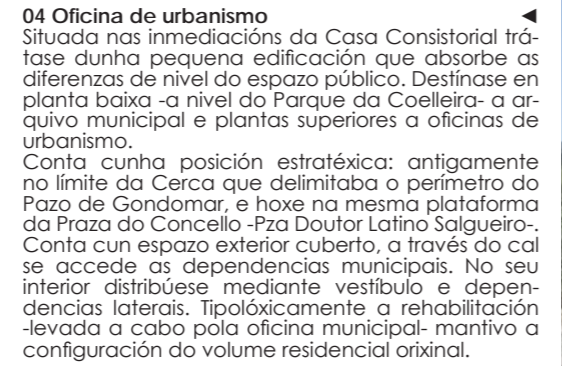 04 Oficina de urbanismo ◄
Situada nas inmediacións da Casa Consistorial trá-
tase dunha pequena edificación que absorbe as
diferenzas de nivel do espazo público. Destínase en
planta baixa -a nivel do Parque da Coelleira- a ar-
quivo municipal e plantas superiores a oficinas de
urbanismo.
Conta cunha posición estratéxica: antigamente
no límite da Cerca que delimitaba o perímetro do
Pazo de Gondomar, e hoxe na mesma plataforma
da Praza do Concello -Pza Doutor Latino Salgueiro-.
Conta cun espazo exterior cuberto, a través do cal
se accede as dependencias municipais. No seu
interior distribúese mediante vestíbulo e depen-
dencias laterais. Tipolóxicamente a rehabilitación
-levada a cabo pola oficina municipal- mantivo a
configuración do volume residencial orixinal.